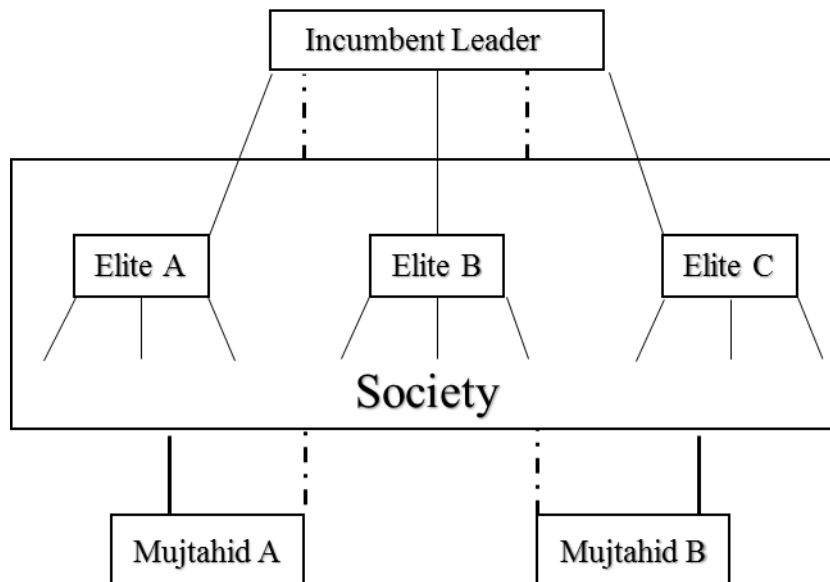 Incumbent Leader
Elite A
Elite B
Elite C
Society
Mujtahid A
Mujtahid B